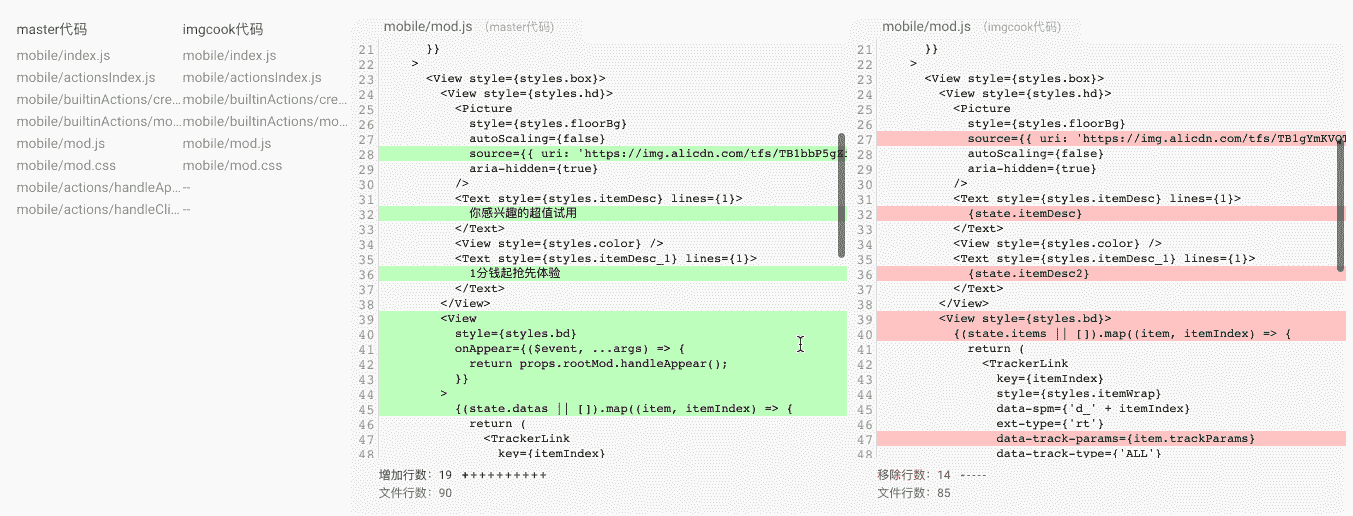 master代码 imgcook代码
mobile/index.js mobile/index.js
mobile/actionsIndex.js mobile/actionsIndex.js
mobile/builtinActions/cre... mobile/builtinActions/cre...
mobile/builtinActions/mo... mobile/builtinActions/mo...
mobile/mod.js mobile/mod.js
mobile/mod.css mobile/mod.css
mobile/actions/handleAp... --
mobile/actions/handleCli... --
mobile/mod.js (master代码)
21 }}
22 >
23 <View style={styles.box}>
24 <View style={styles.hd}>
25 <Picture
26 style={styles.floorBg}
27 autoScaling={false}
28 source={{ uri: 'https://img.alicdn.com/tfs/TB1bbP5g
29 aria-hidden={true}
30 />
31 <Text style={styles.itemDesc} lines={1}>
32 你感兴趣的超值试用
33 </Text>
34 <View style={styles.color} />
35 <Text style={styles.itemDesc_1} lines={1}>
36 1分钱起抢先体验
37 </Text>
38 </View>
39 <View
40 style={styles.bd}
41 onAppear={($event, ...args) => {
42 return props.rootMod.handleAppear();
43 }}
44 >
45 {(state.datas || []).map((item, itemIndex) => {
46 return (
47 <TrackerLink
48 key={itemIndex}
增加行数：19 ++++++++++
文件行数：90
mobile/mod.js (imgcook代码)
21 }}
22 >
23 <View style={styles.box}>
24 <View style={styles.hd}>
25 <Picture
26 style={styles.floorBg}
27 source={{ uri: 'https://img.alicdn.com/tfs/TB1gYmKVQT
28 autoScaling={false}
29 aria-hidden={true}
30 />
31 <Text style={styles.itemDesc} lines={1}>
32 {state.itemDesc}
33 </Text>
34 <View style={styles.color} />
35 <Text style={styles.itemDesc_1} lines={1}>
36 {state.itemDesc2}
37 </Text>
38 </View>
39 <View style={styles.bd}>
40 {(state.items || []).map((item, itemIndex) => {
41 return (
42 <TrackerLink
43 key={itemIndex}
44 style={styles.itemWrap}
45 data-spm={'d_' + itemIndex}
46 ext-type={'rt'}
47 data-track-params={item.trackParams}
48 data-track-type={'ALL'}
移除行数：14 -----
文件行数：85